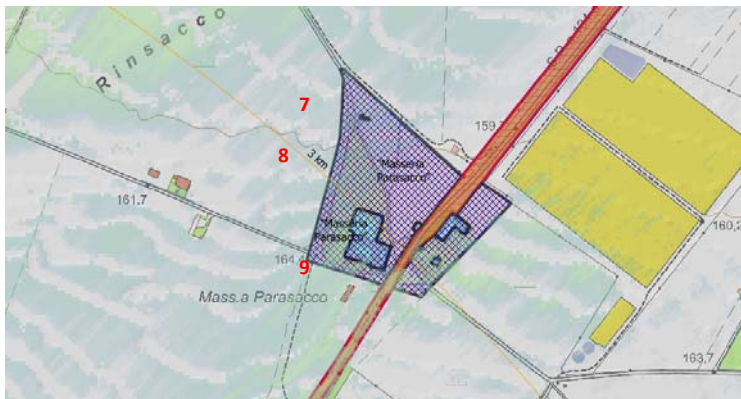 Rinsacco
7
8
3 km
159.7
"Masseria
Parasacco"
161.7
"Masseria
Parasacco"
160,2
164.
9
Mass.a Parasacco
163.7